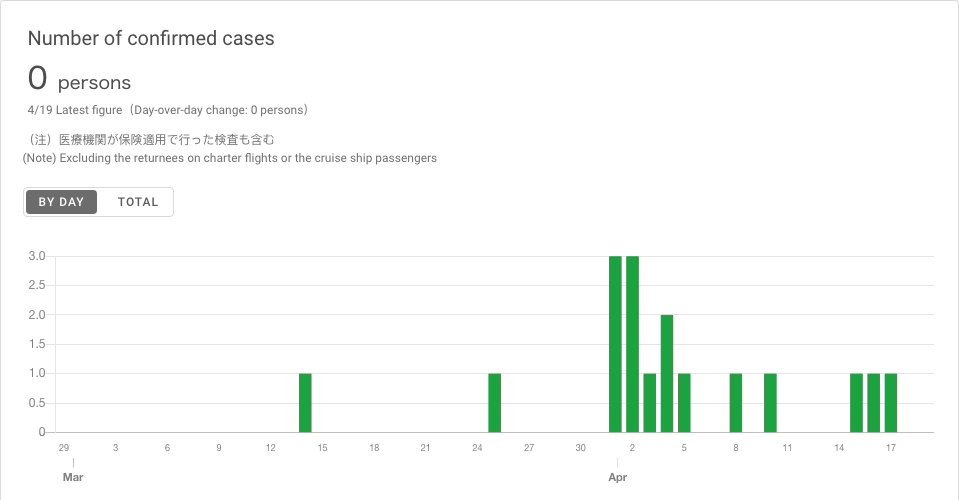 Number of confirmed cases
0 persons
4/19 Latest figure（Day-over-day change: 0 persons）
（注）医療機関が保険適用で行った検査も含む
(Note) Excluding the returnees on charter flights or the cruise ship passengers
BY DAY TOTAL
3.0
2.5
2.0
1.5
1.0
0.5
0
29 3 6 9 12 15 18 21 24 27 30 2 5 8 11 14 17
Mar Apr